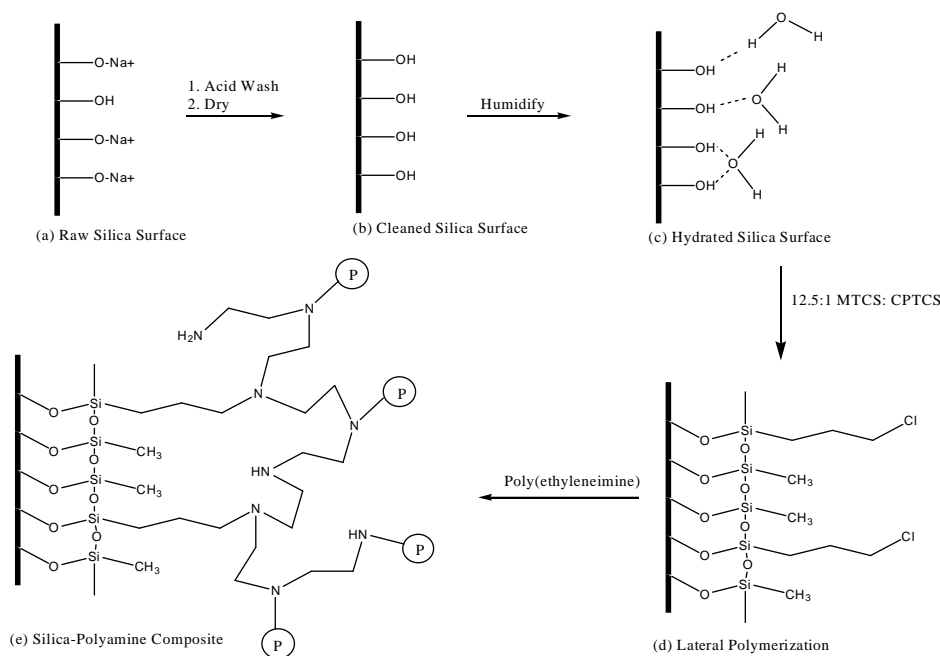 O-Na+
OH
O-Na+
O-Na+
(a) Raw Silica Surface
1. Acid Wash
2. Dry
OH
OH
OH
OH
(b) Cleaned Silica Surface
Humidify
OH
OH
OH
OH
H
O
H
H
O
H
H
O
H
(c) Hydrated Silica Surface
12.5:1 MTCS: CPTCS
O
O
O
O
O
Si
O
Si
O
Si
O
Si
O
Si
Cl
CH3
CH3
Cl
CH3
(d) Lateral Polymerization
Poly(ethyleneimine)
P
H2N
N
N
P
N
HN
N
HN
P
N
P
O
O
O
O
O
Si
O
Si
O
Si
O
Si
O
Si
CH3
CH3
CH3
(e) Silica-Polyamine Composite